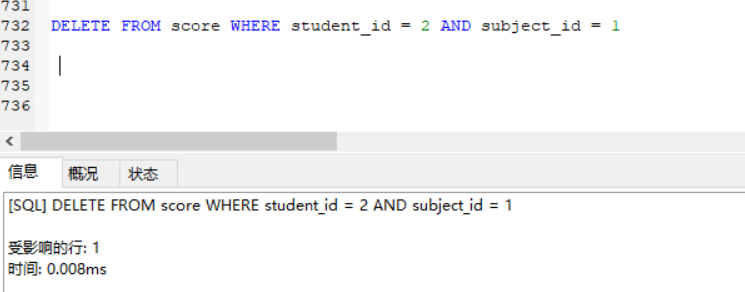 731
732 DELETE FROM score WHERE student_id = 2 AND subject_id = 1
733
734
735
736
信息 概况 状态
[SQL] DELETE FROM score WHERE student_id = 2 AND subject_id = 1
受影响的行: 1
时间: 0.008ms